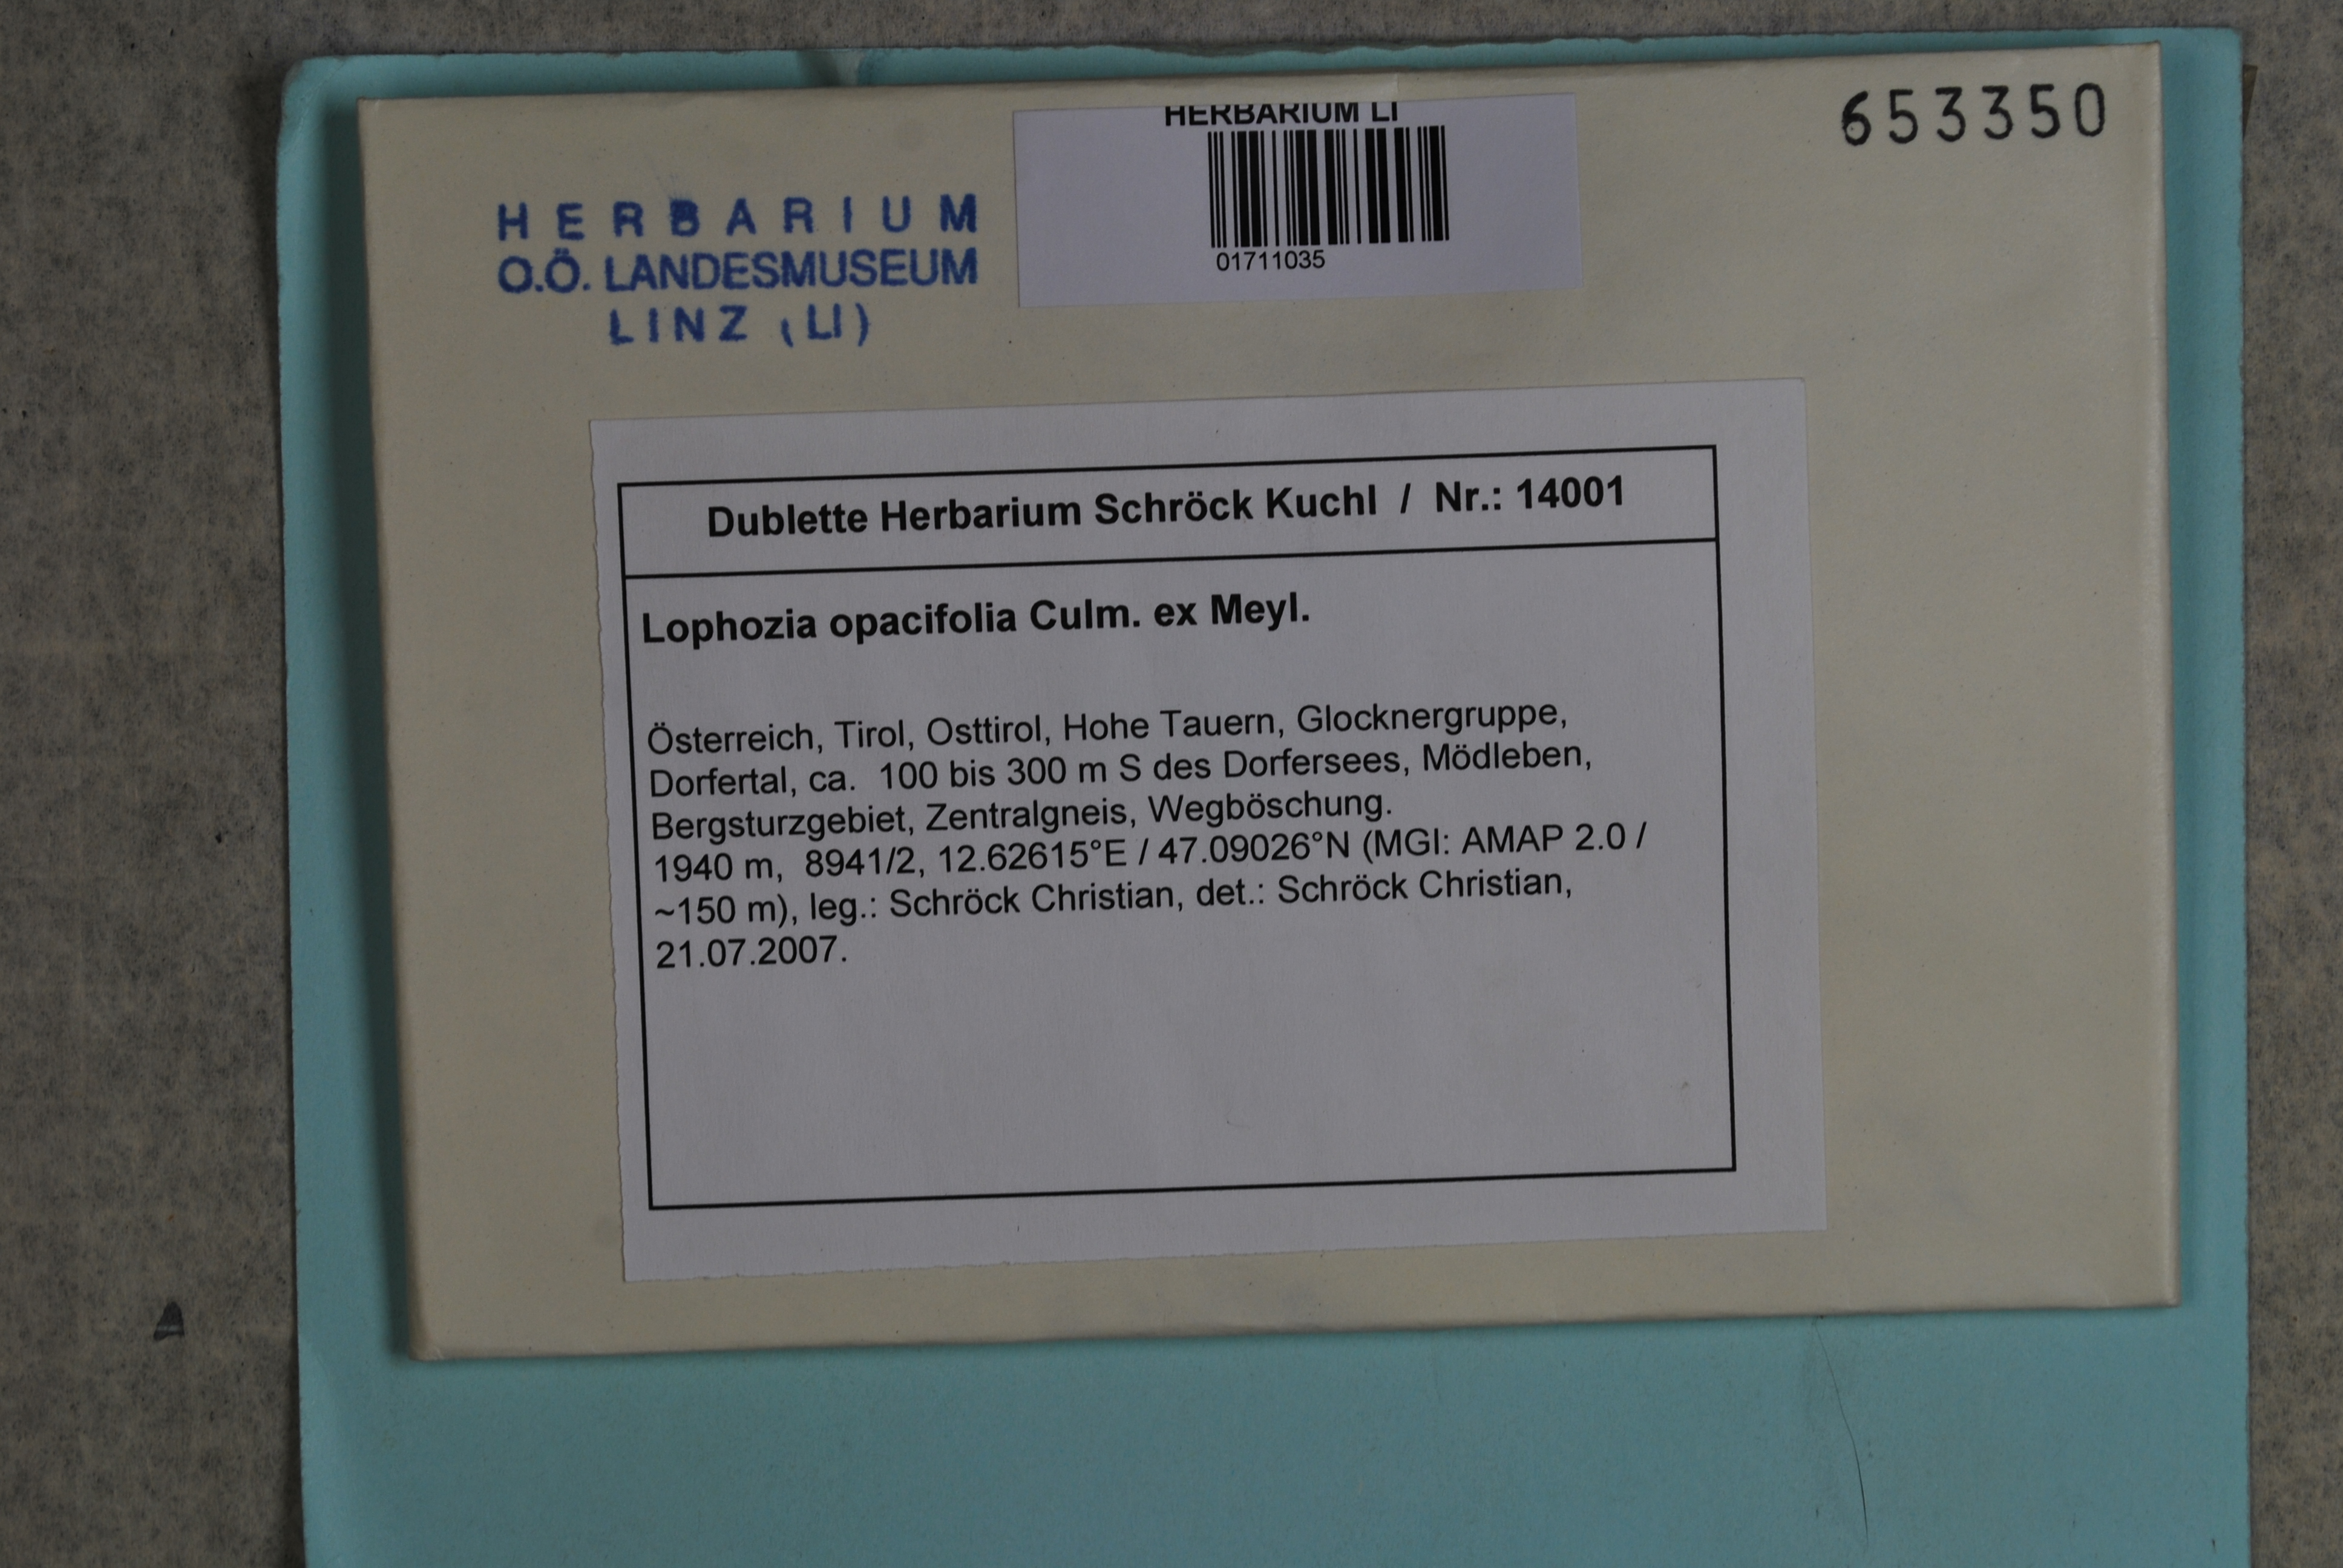 HERBARIUM LI
653350
01711035
HERBARIUM
O.Ö. LANDESMUSEUM
LINZ (LI)
Dublette Herbarium Schröck Kuchl / Nr.: 14001
Lophozia opacifolia Culm. ex Meyl.
Österreich, Tirol, Osttirol, Hohe Tauern, Glocknergruppe,
Dorfertal, ca. 100 bis 300 m S des Dorfersees, Mödleben,
Bergsturzgebiet, Zentralgneis, Wegböschung.
1940 m, 8941/2, 12.62615°E / 47.09026°N (MGI: AMAP 2.0 /
~150 m), leg.: Schröck Christian, det.: Schröck Christian,
21.07.2007.